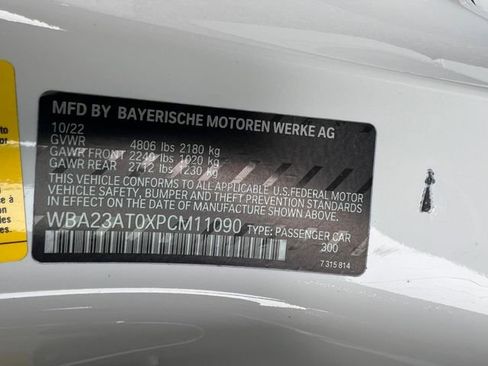 MFD BY BAYERISCHE MOTOREN WERKE AG
10/22
GVWR 4806 lbs 2180 kg
GAWR FRONT 2249 lbs 1020 kg
GAWR REAR 2712 lbs 1230 kg
THIS VEHICLE CONFORMS TO ALL APPLICABLE U.S.FEDERAL MOTOR
VEHICLE SAFETY, BUMPER, AND THEFT PREVENTION STANDARDS
IN EFFECT ON THE DATE OF MANUFACTURE SHOWN ABOVE.
WBA23AT0XPCM11090 TYPE: PASSENGER CAR
300
7 315 814